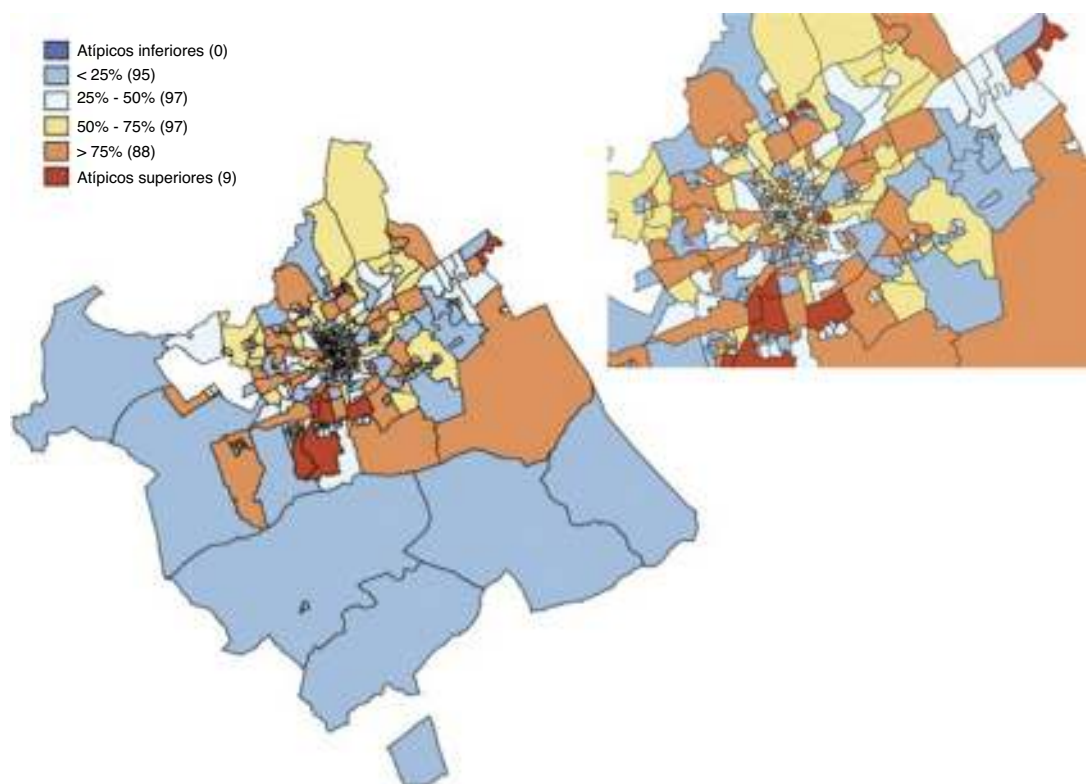 Atípicos inferiores (0)
< 25% (95)
25% - 50% (97)
50% - 75% (97)
> 75% (88)
Atípicos superiores (9)